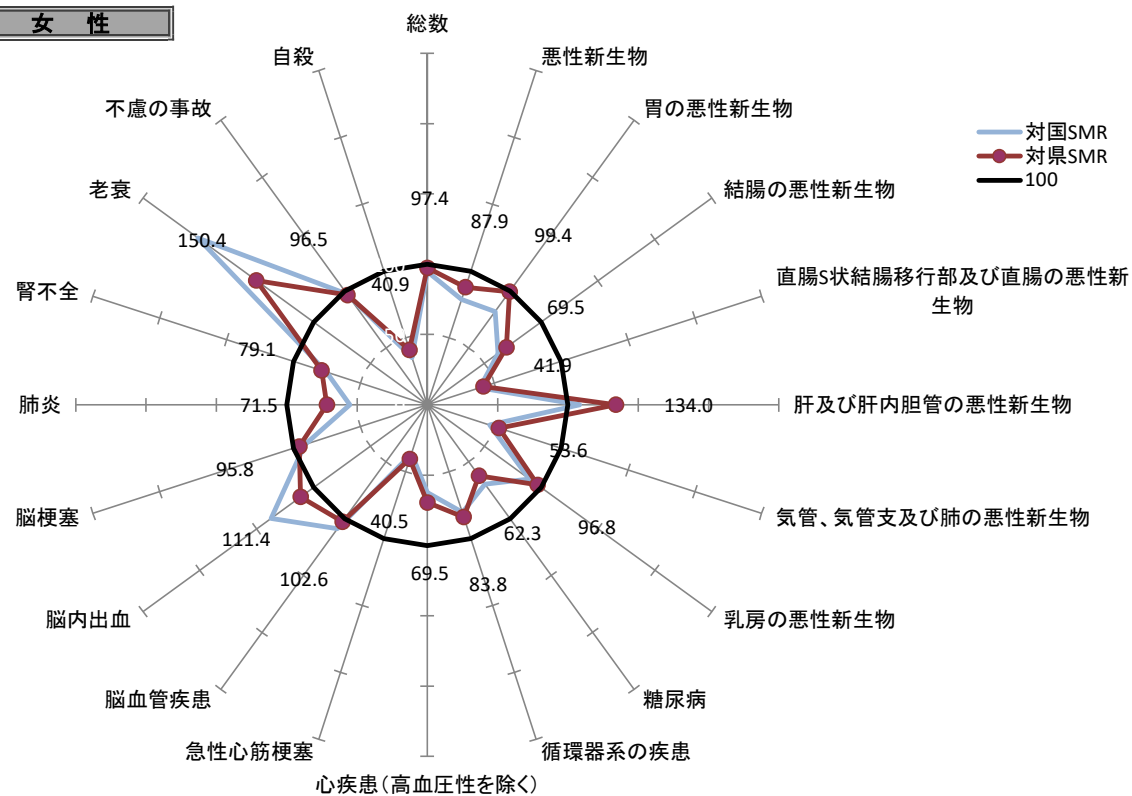 女 性
総数
自殺
悪性新生物
不慮の事故
胃の悪性新生物
対国SMR
対県SMR
100
老衰
結腸の悪性新生物
97.4
87.9
99.4
150.4
96.5
腎不全
直腸S状結腸移行部及び直腸の悪性新
生物
40.9
69.5
79.1
41.9
肺炎
71.5
134.0
肝及び肝内胆管の悪性新生物
53.6
95.8
脳梗塞
気管、気管支及び肺の悪性新生物
40.5
62.3
96.8
111.4
102.6
69.5
83.8
脳内出血
乳房の悪性新生物
脳血管疾患
糖尿病
急性心筋梗塞
循環器系の疾患
心疾患(高血圧性を除く)